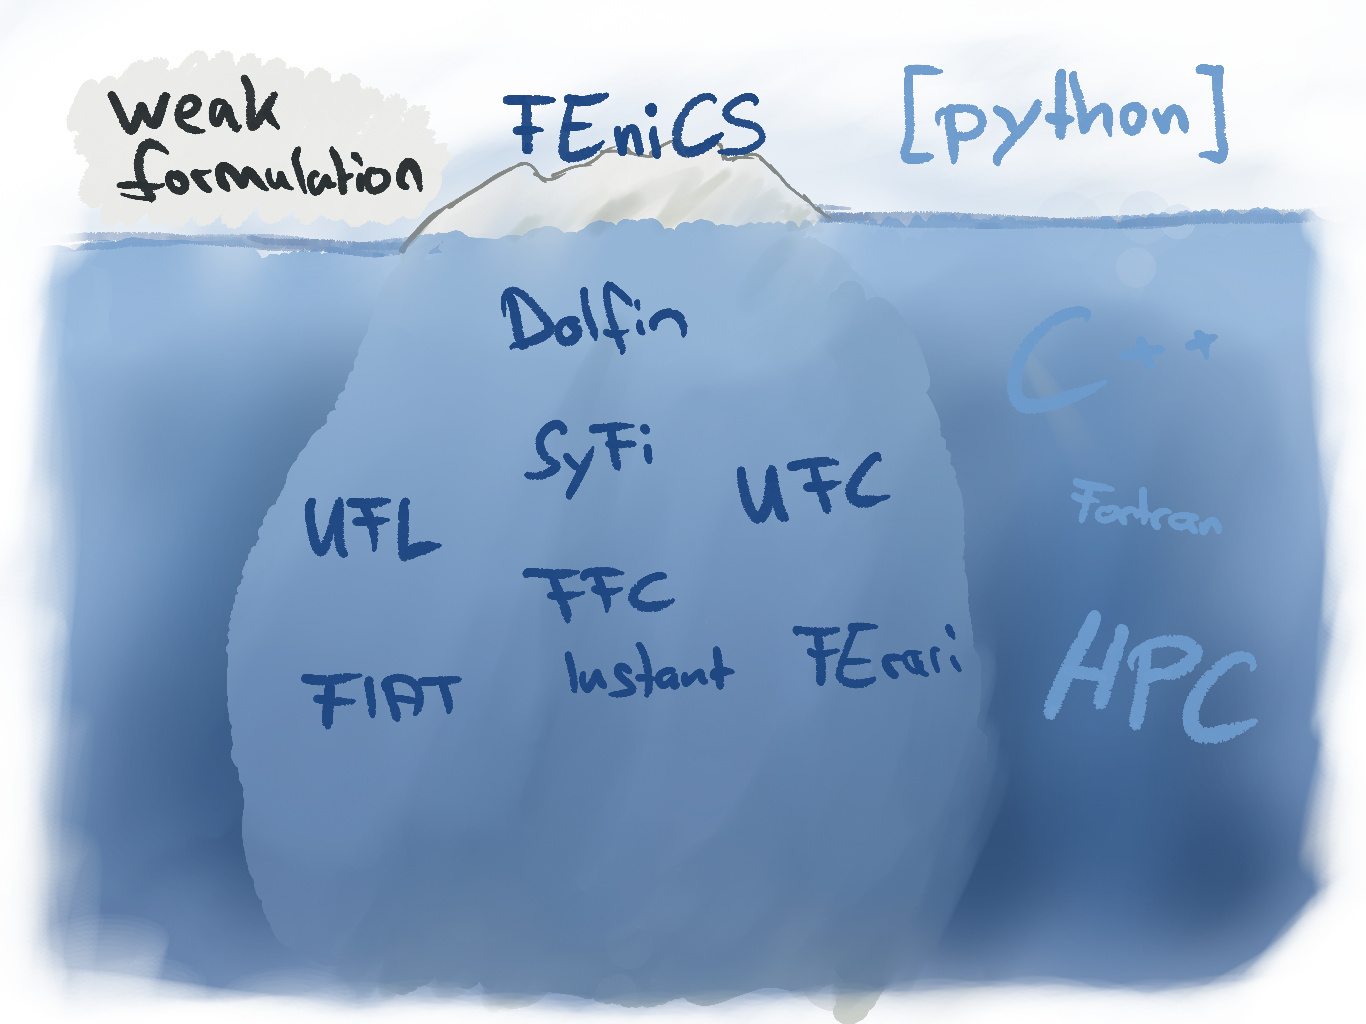 weak
formulation
FEniCS
[python]
Dolfin
C++
SyFi
UFC
UFL
Fortran
FFC
Instant
FErari
FIAT
HPC